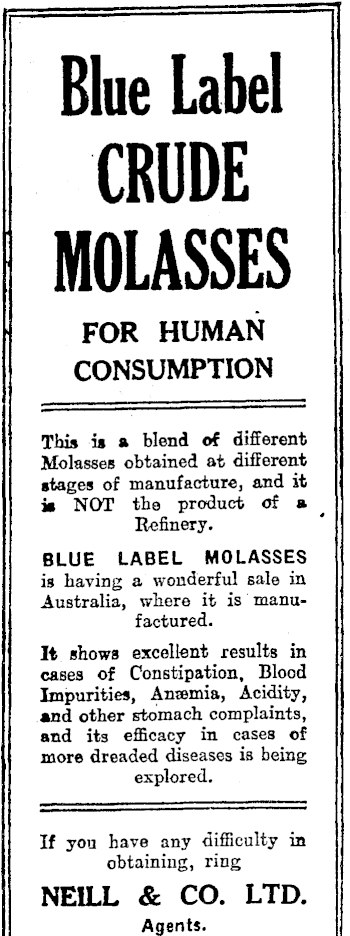 Blue Label
CRUDE
MOLASSES
FOR HUMAN
CONSUMPTION
This is a blend of different
Molasses obtained at different
stages of manufacture, and it
is NOT the product of a
Refinery.
BLUE LABEL MOLASSES
is having a wonderful sale in
Australia, where it is manu-
factured.
It shows excellent results in
cases of Constipation, Blood
Impurities, Anæmia, Acidity,
and other stomach complaints,
and its efficacy in cases of
more dreaded diseases is being
explored.
If you have any difficulty in
obtaining, ring
NEILL & CO. LTD.
Agents.